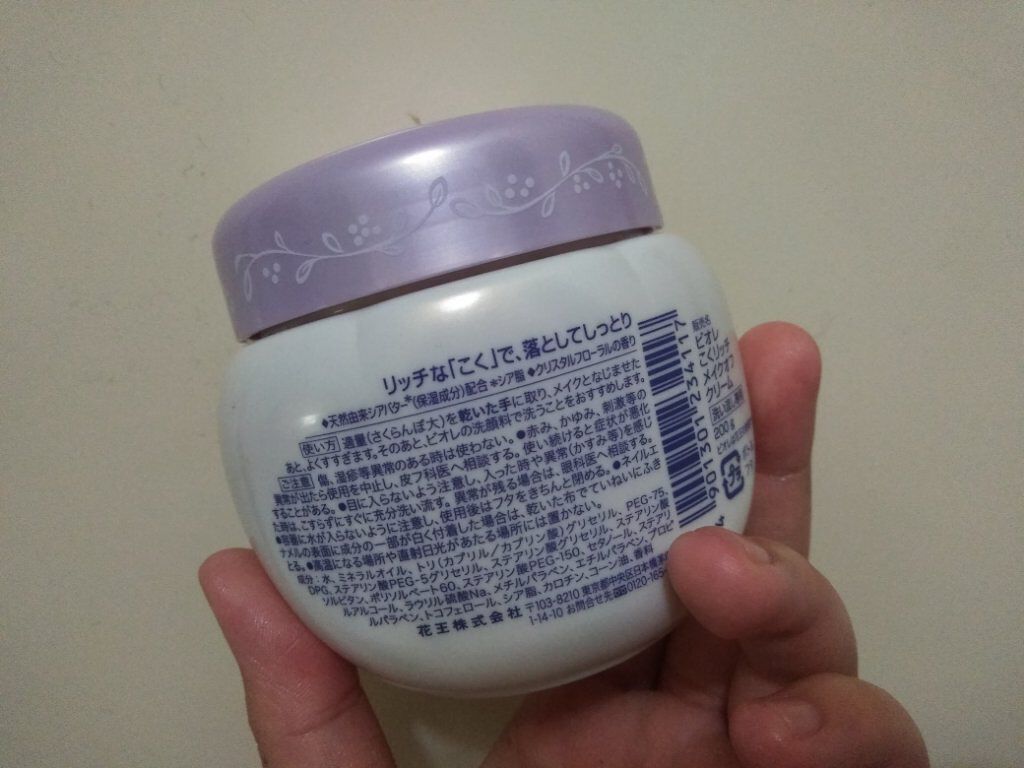 リッチな「こく」で、落としてしっとり
◆天然由来シアバター*(保湿成分)配合 *シア脂 ◆クリスタルフローラルの香り
使い方 適量(さくらんぼ大)を乾いた手に取り、メイクとなじませた
あと、よくすすぎます。そのあと、ビオレの洗顔料で洗うことをおすすめします。
ご注意 傷、湿疹等異常のある時は使わない。●赤み、かゆみ、刺激等の
異常が出たら使用を中止し、皮フ科医へ相談する。使い続けると症状が悪化
することがある。●目に入らないよう注意し、入った時や異常(かすみ等)を感じ
た時は、こすらずにすぐに充分洗い流す。異常が残る場合は、眼科医へ相談する。
●容器に水が入らないように注意し、使用後はフタをきちんと閉める。●ネイルエ
ナメルの表面に成分の一部が白く付着した場合は、乾いた布でていねいにふき
とる。●高温になる場所や直射日光があたる場所には置かない。
成分:水、ミネラルオイル、トリ(カプリル/カプリン酸)グリセリル、PEG-75、
DPG、ステアリン酸PEG-5グリセリル、ステアリン酸グリセリル、ステアリン酸
ソルビタン、ポリソルベート60、ステアリン酸PEG-150、セタノール、ステアリ
ルアルコール、ラウリル硫酸Na、メチルパラベン、エチルパラベン、プロピ
ルパラベン、トコフェロール、シア脂、カロチン、コーン油、香料
花王株式会社 〒103-8210 東京都中央区日本橋茅
1-14-10 お問合せ先 0120-165-
4 901301 234117
販売名
ビオレ
こくリッチ
メイクオフ
クリーム
洗い流し専用
200g